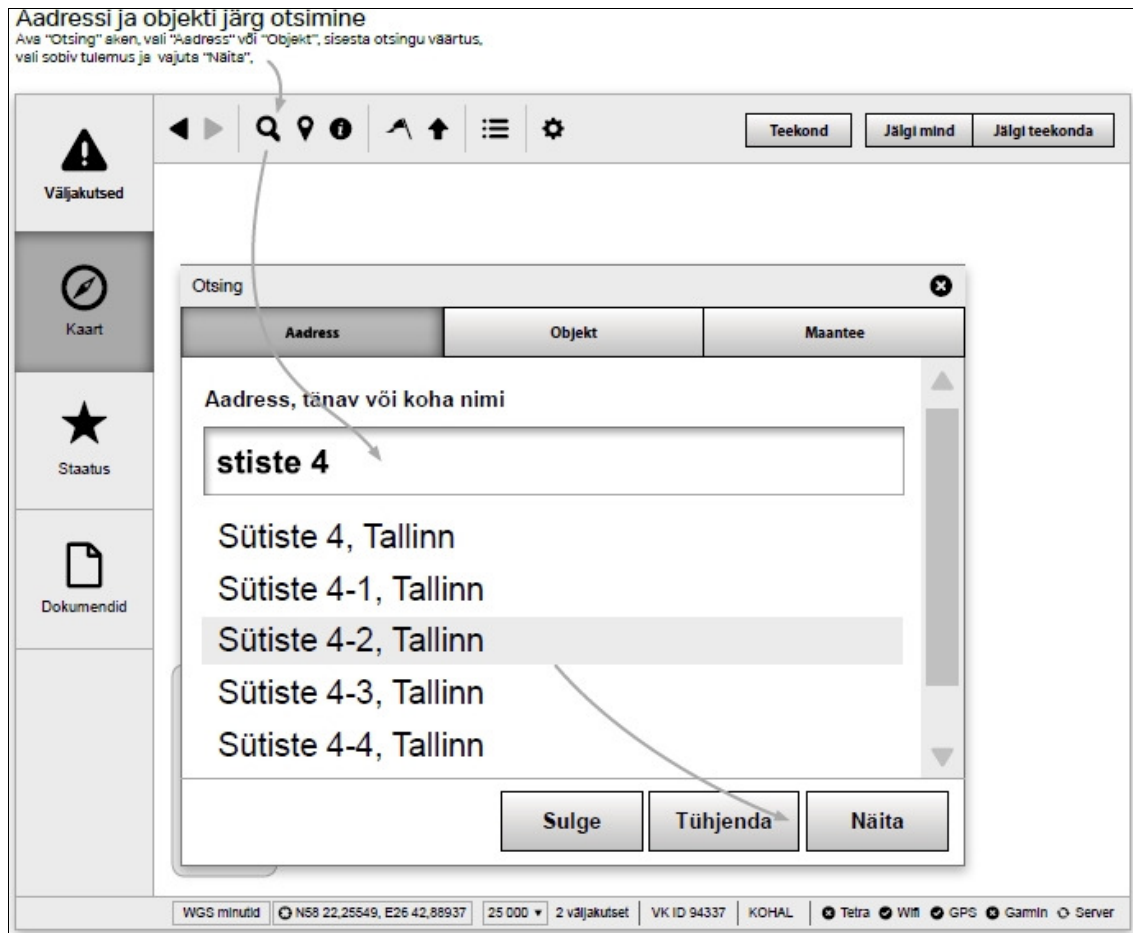 Aadressi ja objekti järg otsimine
Ava "Otsing" aken, vali "Aadress" või "Objekt", sisesta otsingu väärtus,
vali sobiv tulemus ja vajuta "Näita",
Teekond
Jälgi mind
Jälgi teekonda
Väljakutsed
Kaart
Staatus
Dokumendid
Otsing
Aadress
Objekt
Maantee
Aadress, tänav või koha nimi
stiste 4
Sütiste 4, Tallinn
Sütiste 4-1, Tallinn
Sütiste 4-2, Tallinn
Sütiste 4-3, Tallinn
Sütiste 4-4, Tallinn
Sulge
Tühjenda
Näita
WGS minutid N58 22,25549, E26 42,88937 25 000 2 väljakutset VK ID 94337 KOHAL Tetra Wifi GPS Garmin Server